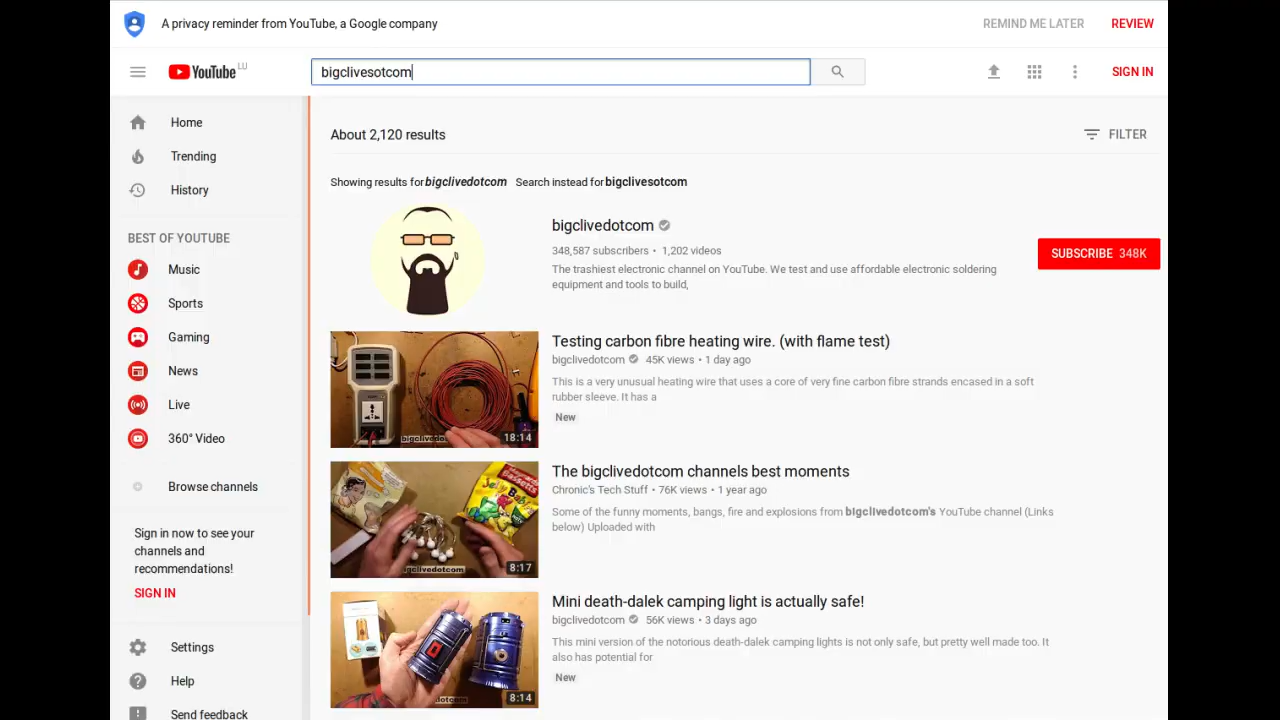 A privacy reminder from YouTube, a Google company
REMIND ME LATER
REVIEW
YouTube LU
bigclivesotcom
SIGN IN
Home
Trending
History
BEST OF YOUTUBE
Music
Sports
Gaming
News
Live
360° Video
Browse channels
Sign in now to see your
channels and
recommendations!
SIGN IN
Settings
Help
Send feedback
About 2,120 results
FILTER
Showing results for bigclivedotcom Search instead for bigclivesotcom
bigclivedotcom
348,587 subscribers • 1,202 videos
The trashiest electronic channel on YouTube. We test and use affordable electronic soldering
equipment and tools to build,
SUBSCRIBE 348K
Testing carbon fibre heating wire. (with flame test)
bigclivedotcom 45K views • 1 day ago
This is a very unusual heating wire that uses a core of very fine carbon fibre strands encased in a soft
rubber sleeve. It has a
New
bigclivedo
18:14
The bigclivedotcom channels best moments
Chronic's Tech Stuff • 76K views • 1 year ago
Some of the funny moments, bangs, fire and explosions from bigclivedotcom's YouTube channel (Links
below) Uploaded with
Jelly Babies
igclivedotcom
8:17
Mini death-dalek camping light is actually safe!
bigclivedotcom 56K views • 3 days ago
This mini version of the notorious death-dalek camping lights is not only safe, but pretty well made too. It
also has potential for
New
dotcom
8:14